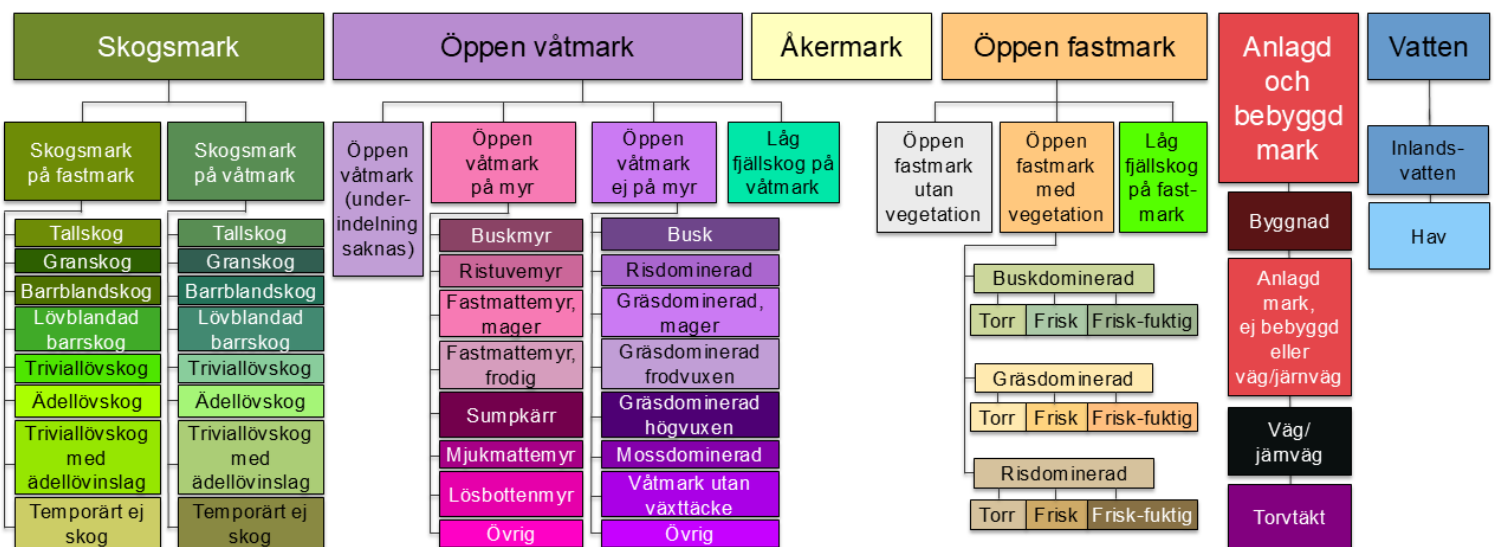 Skogsmark
Öppen våtmark
Åkermark
Öppen fastmark
Anlagd
och
bebyggd
mark
Vatten
Skogsmark
på fastmark
Skogsmark
på våtmark
Öppen
våtmark
(under-
indelning
saknas)
Öppen
våtmark
på myr
Öppen
våtmark
ej på myr
Låg
fjällskog på
våtmark
Öppen
fastmark
utan
vegetation
Öppen
fastmark
med
vegetation
Låg
fjällskog
på fast-
mark
Inlands-
vatten
Hav
Tallskog
Granskog
Barrblandskog
Lövblandad
barrskog
Triviallövskog
Ädellövskog
Triviallövskog
med
ädellövinslag
Temporärt ej
skog
Tallskog
Granskog
Barrblandskog
Lövblandad
barrskog
Triviallövskog
Ädellövskog
Triviallövskog
med
ädellövinslag
Temporärt ej
skog
Buskmyr
Ristuvemyr
Fastmattemyr,
mager
Fastmattemyr,
frodig
Sumpkärr
Mjukmattemyr
Lösbottenmyr
Övrig
Busk
Risdominerad
Gräsdominerad,
mager
Gräsdominerad
frodvuxen
Gräsdominerad
högvuxen
Mossdominerad
Våtmark utan
växttäcke
Övrig
Buskdominerad
Torr Frisk Frisk-fuktig
Gräsdominerad
Torr Frisk Frisk-fuktig
Risdominerad
Torr Frisk Frisk-fuktig
Byggnad
Anlagd
mark,
ej bebyggd
eller
väg/järnväg
Väg/
järnväg
Torvtäkt